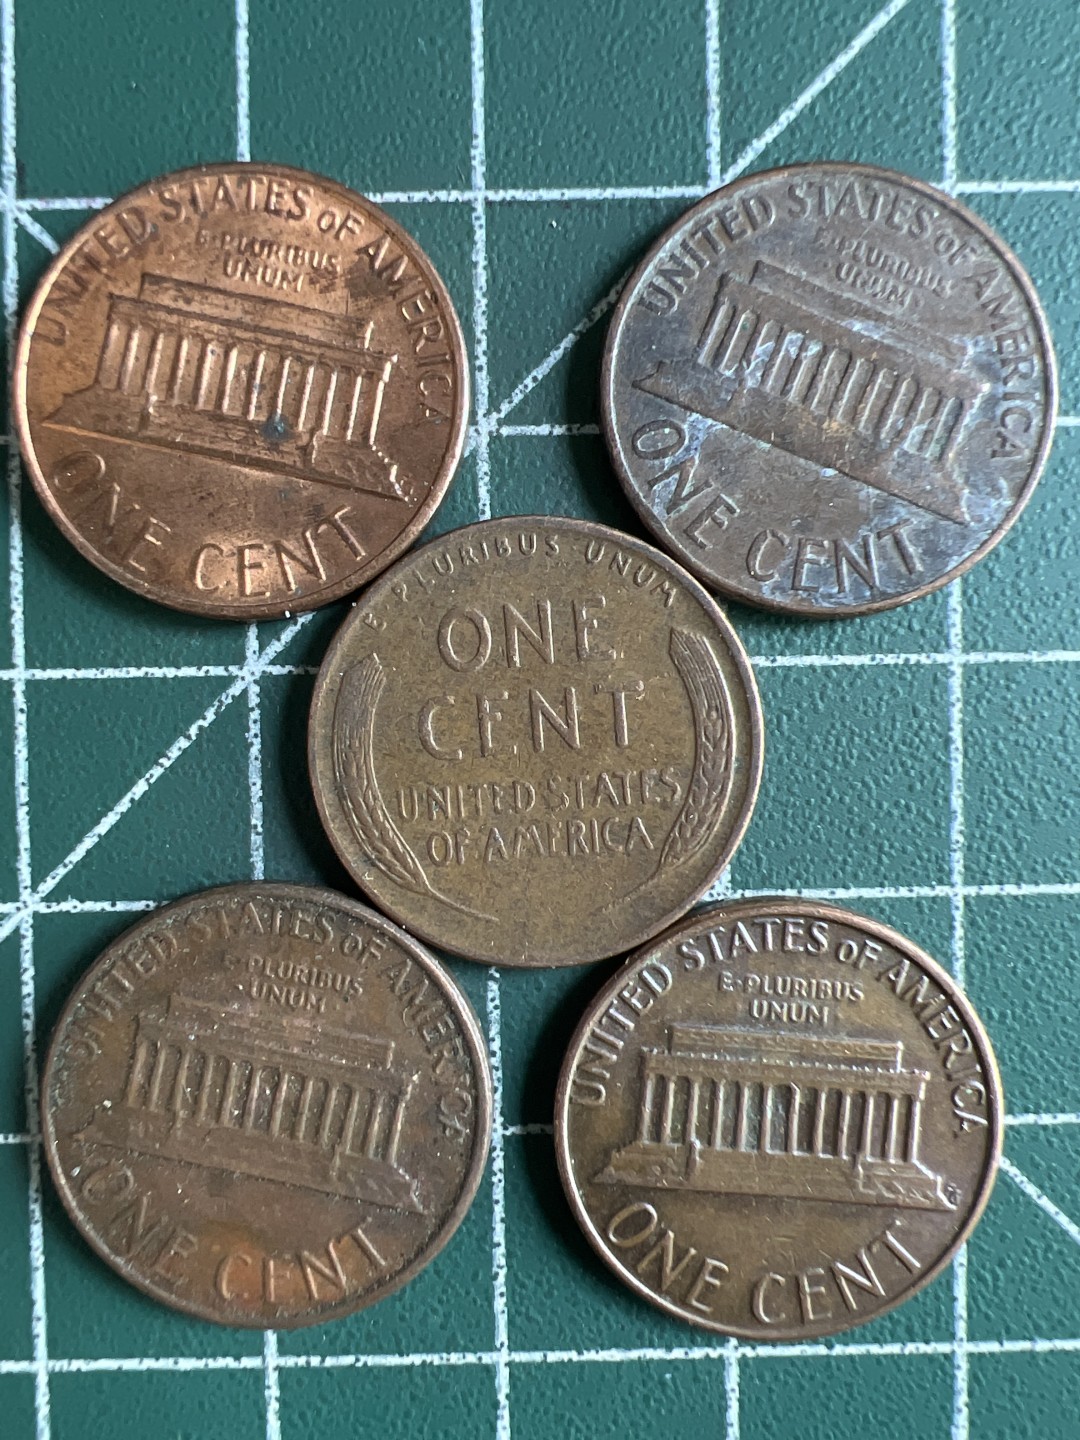 UNITED STATES OF AMERICA
E·PLURIBUS
UNUM
ONE CENT
UNITED STATES OF AMERICA
E·PLURIBUS
UNUM
ONE CENT
E·PLURIBUS·UNUM
ONE
CENT
UNITED STATES
OF AMERICA
UNITED STATES OF AMERICA
E·PLURIBUS
UNUM
ONE CENT
UNITED STATES OF AMERICA
E·PLURIBUS
UNUM
ONE CENT